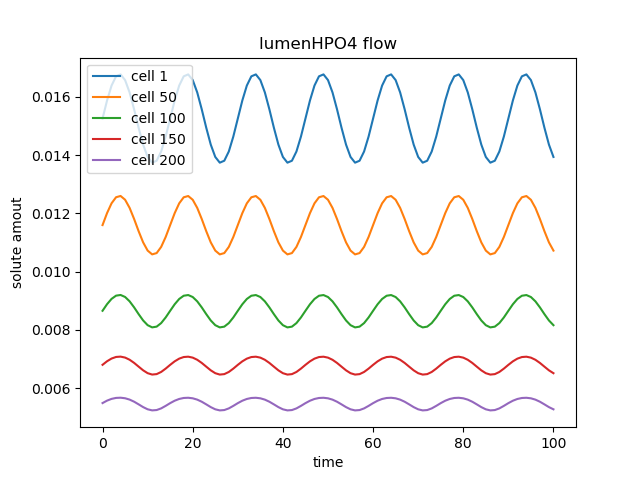 lumenHPO4 flow
cell 1
cell 50
cell 100
cell 150
cell 200
solute amout
0.016
0.014
0.012
0.010
0.008
0.006
0
20
40
60
80
100
time